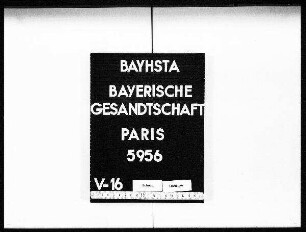 BAYHSTA
BAYERISCHE
GESANDTSCHAFT
PARIS
5956
V-16